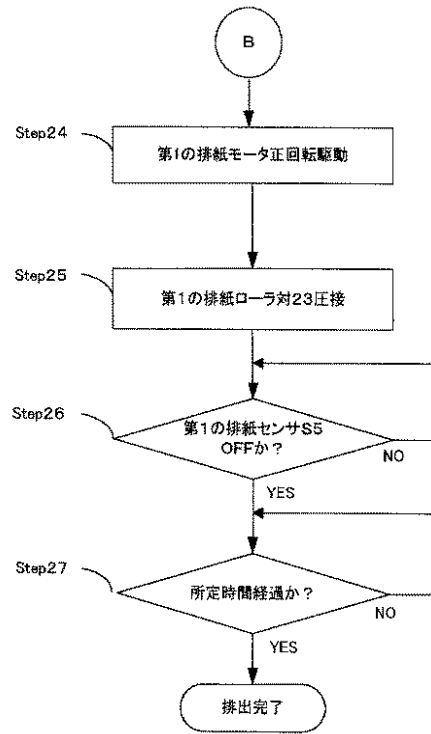 B
Step24
第1の排紙モータ正回転駆動
Step25
第1の排紙ローラ対23圧接
Step26
第1の排紙センサS5
OFFか？
NO
YES
Step27
所定時間経過か？
NO
YES
排出完了